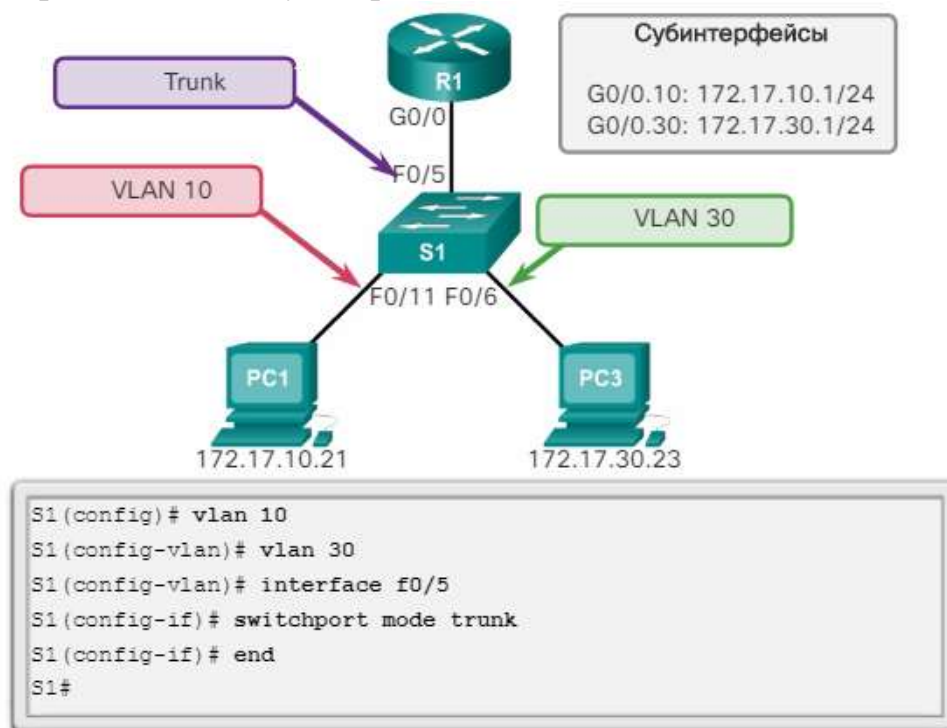 Субинтерфейсы
Trunk
R1
G0/0.10: 172.17.10.1/24
G0/0
G0/0.30: 172.17.30.1/24
F0/5
VLAN 10
VLAN 30
S1
F0/11 F0/6
PC1
PC3
172.17.10.21
172.17.30.23
S1(config)# vlan 10
S1(config-vlan)# vlan 30
S1(config-vlan)# interface f0/5
S1(config-if)# switchport mode trunk
S1(config-if)# end
S1#